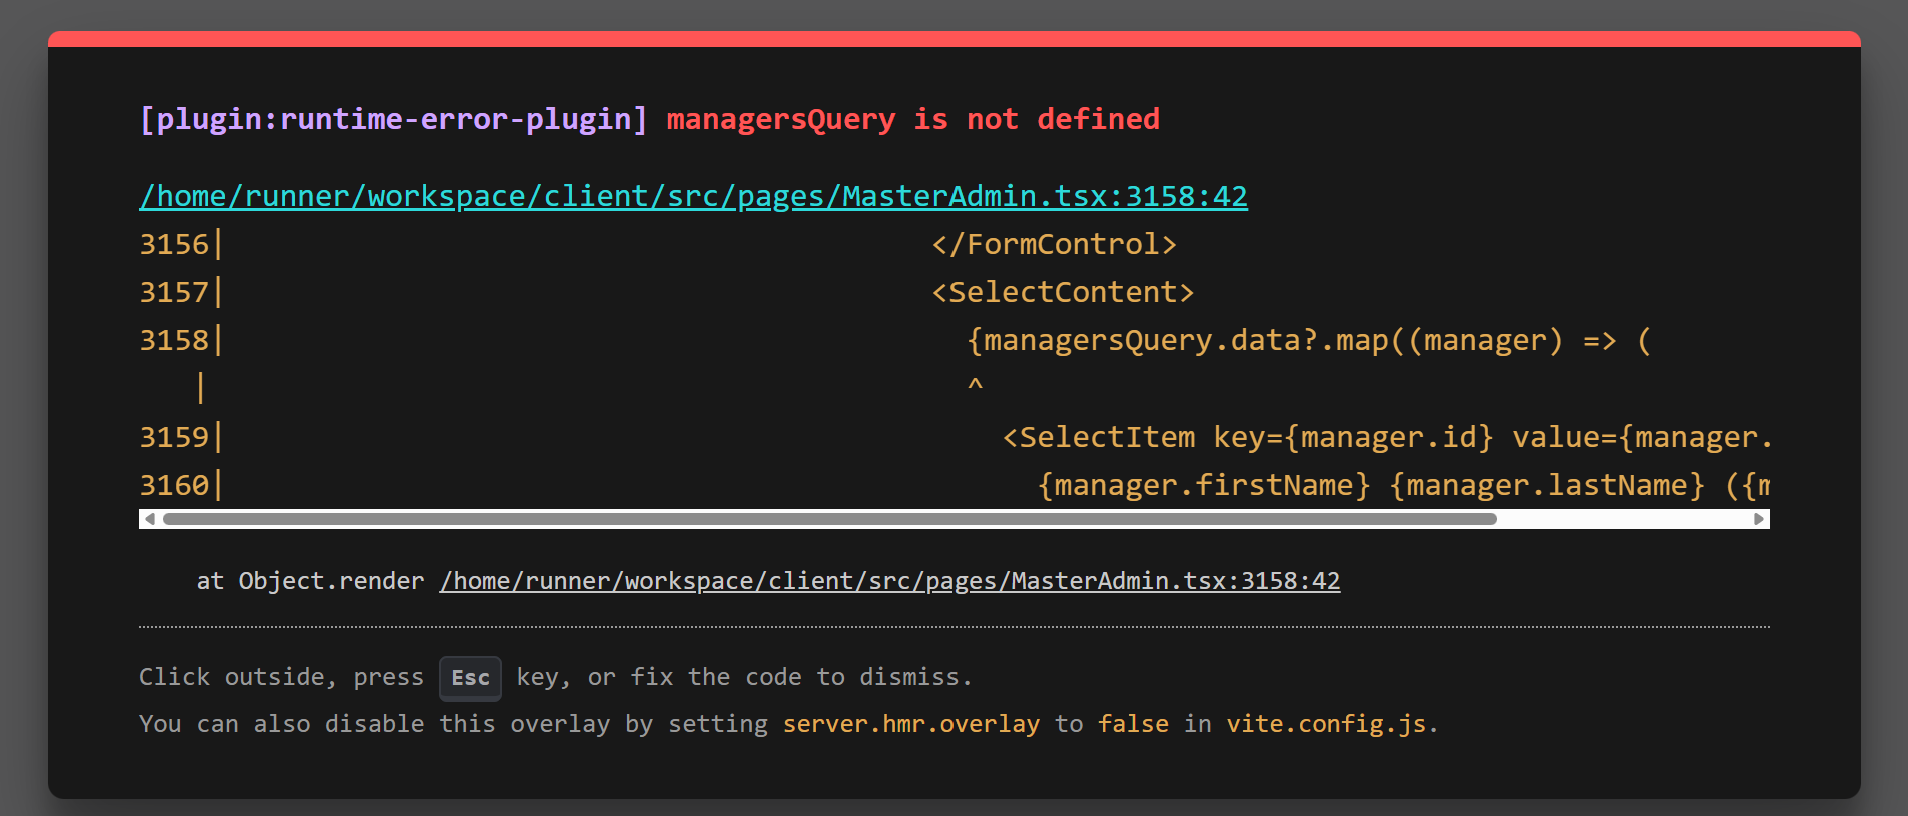 [plugin:runtime-error-plugin] managersQuery is not defined
/home/runner/workspace/client/src/pages/MasterAdmin.tsx:3158:42
3156|                                        </FormControl>
3157|                                        <SelectContent>
3158|                                          {managersQuery.data?.map((manager) => (
   |                                          ^
3159|                                            <SelectItem key={manager.id} value={manager.
3160|                                              {manager.firstName} {manager.lastName} ({m
at Object.render /home/runner/workspace/client/src/pages/MasterAdmin.tsx:3158:42
Click outside, press Esc key, or fix the code to dismiss.
You can also disable this overlay by setting server.hmr.overlay to false in vite.config.js.